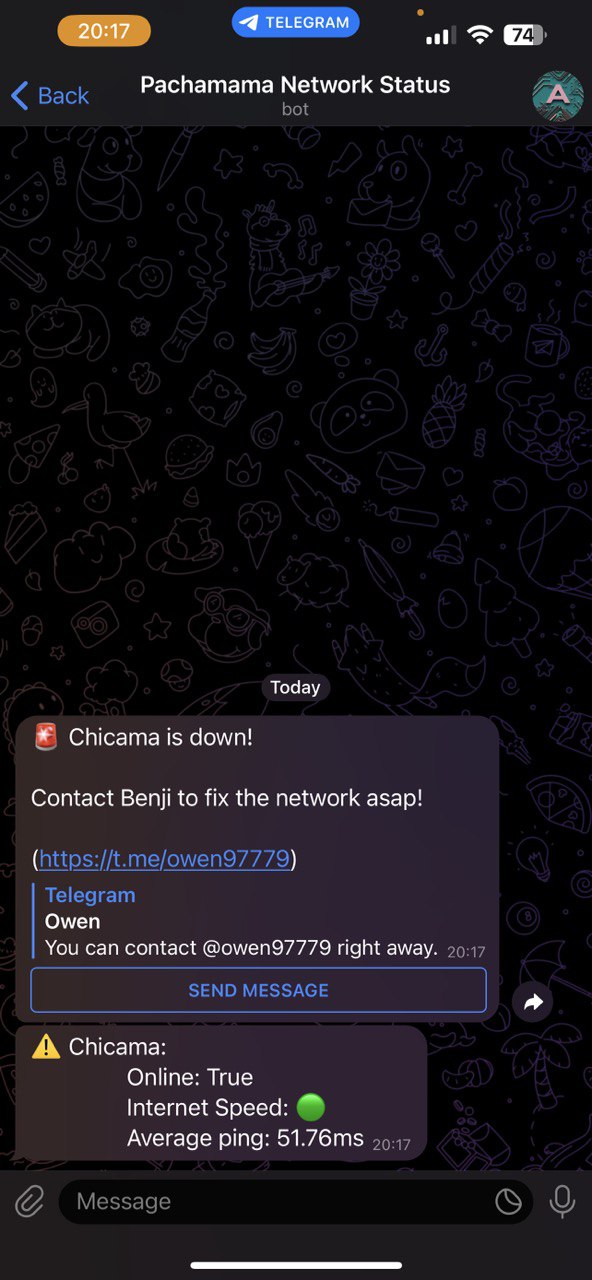 20:17
TELEGRAM
74
Back
Pachamama Network Status
bot
A
Today
🚨 Chicama is down!
Contact Benji to fix the network asap!
(https://t.me/owen97779)
Telegram
Owen
You can contact @owen97779 right away. 20:17
SEND MESSAGE
⚠️ Chicama:
Online: True
Internet Speed: 🟢
Average ping: 51.76ms 20:17
Message